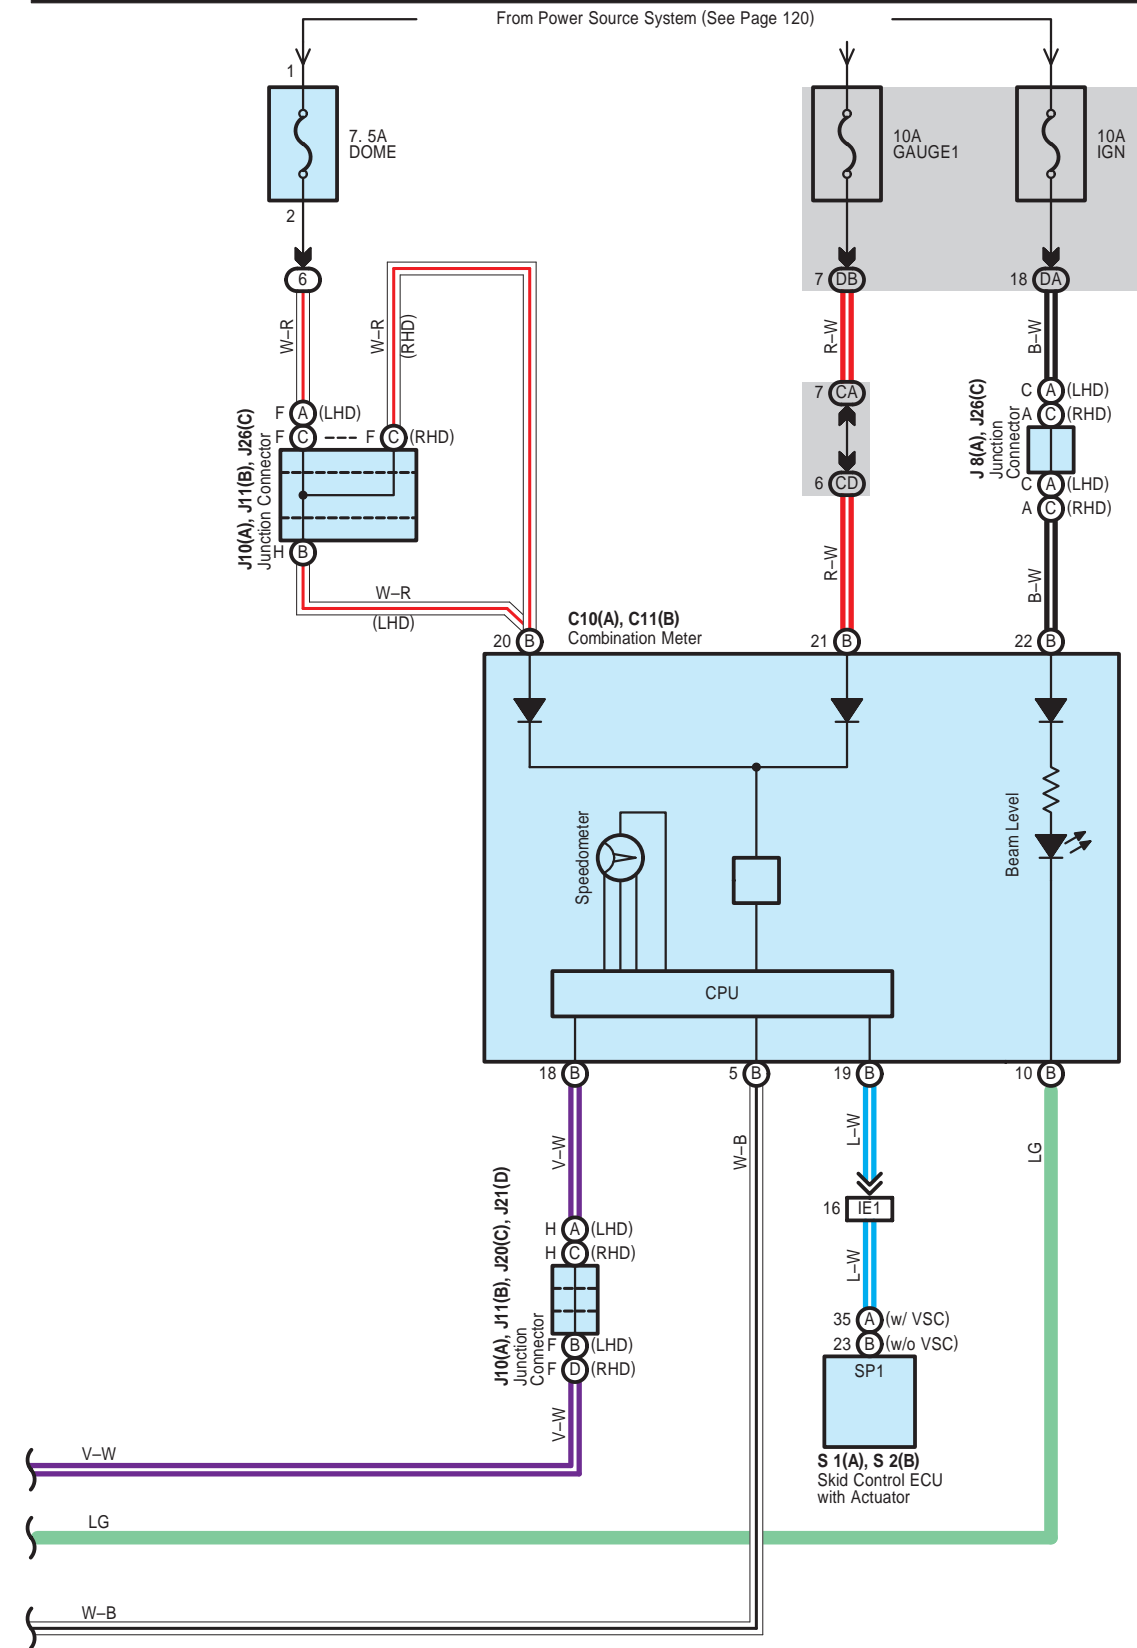 From Power Source System (See Page 120)
1
7. 5A
DOME
10A
GAUGE1
10A
IGN
2
6
7 DB
18 DA
W–R
W–R
(RHD)
R–W
B–W
7 CA
C A (LHD)
A C (RHD)
F A (LHD)
F C F C (RHD)
J10(A), J11(B), J26(C)
Junction Connector
J 8(A), J26(C)
Junction
Connector
6 CD
C A (LHD)
A C (RHD)
H B
R–W
B–W
W–R
(LHD)
C10(A), C11(B)
Combination Meter
20 B
21 B
22 B
Speedometer
Beam Level
CPU
18 B
5 B
19 B
10 B
V–W
W–B
L–W
LG
16 IE1
H A (LHD)
H C (RHD)
L–W
J10(A), J11(B), J20(C), J21(D)
Junction
Connector
35 A (w/ VSC)
23 B (w/o VSC)
F B (LHD)
F D (RHD)
SP1
V–W
S 1(A), S 2(B)
Skid Control ECU
with Actuator
V–W
LG
W–B